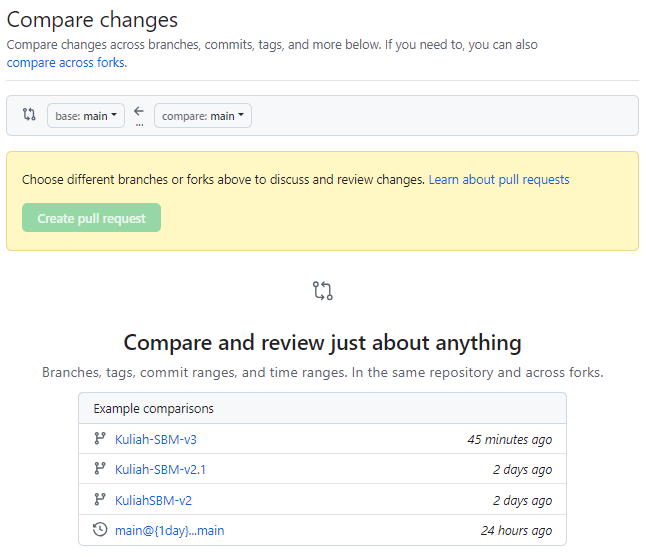 Compare changes
Compare changes across branches, commits, tags, and more below. If you need to, you can also
compare across forks.
base: main
...
compare: main
Choose different branches or forks above to discuss and review changes. Learn about pull requests
Create pull request
Compare and review just about anything
Branches, tags, commit ranges, and time ranges. In the same repository and across forks.
Example comparisons
Kuliah-SBM-v3 45 minutes ago
Kuliah-SBM-v2.1 2 days ago
KuliahSBM-v2 2 days ago
main@{1day}...main 24 hours ago